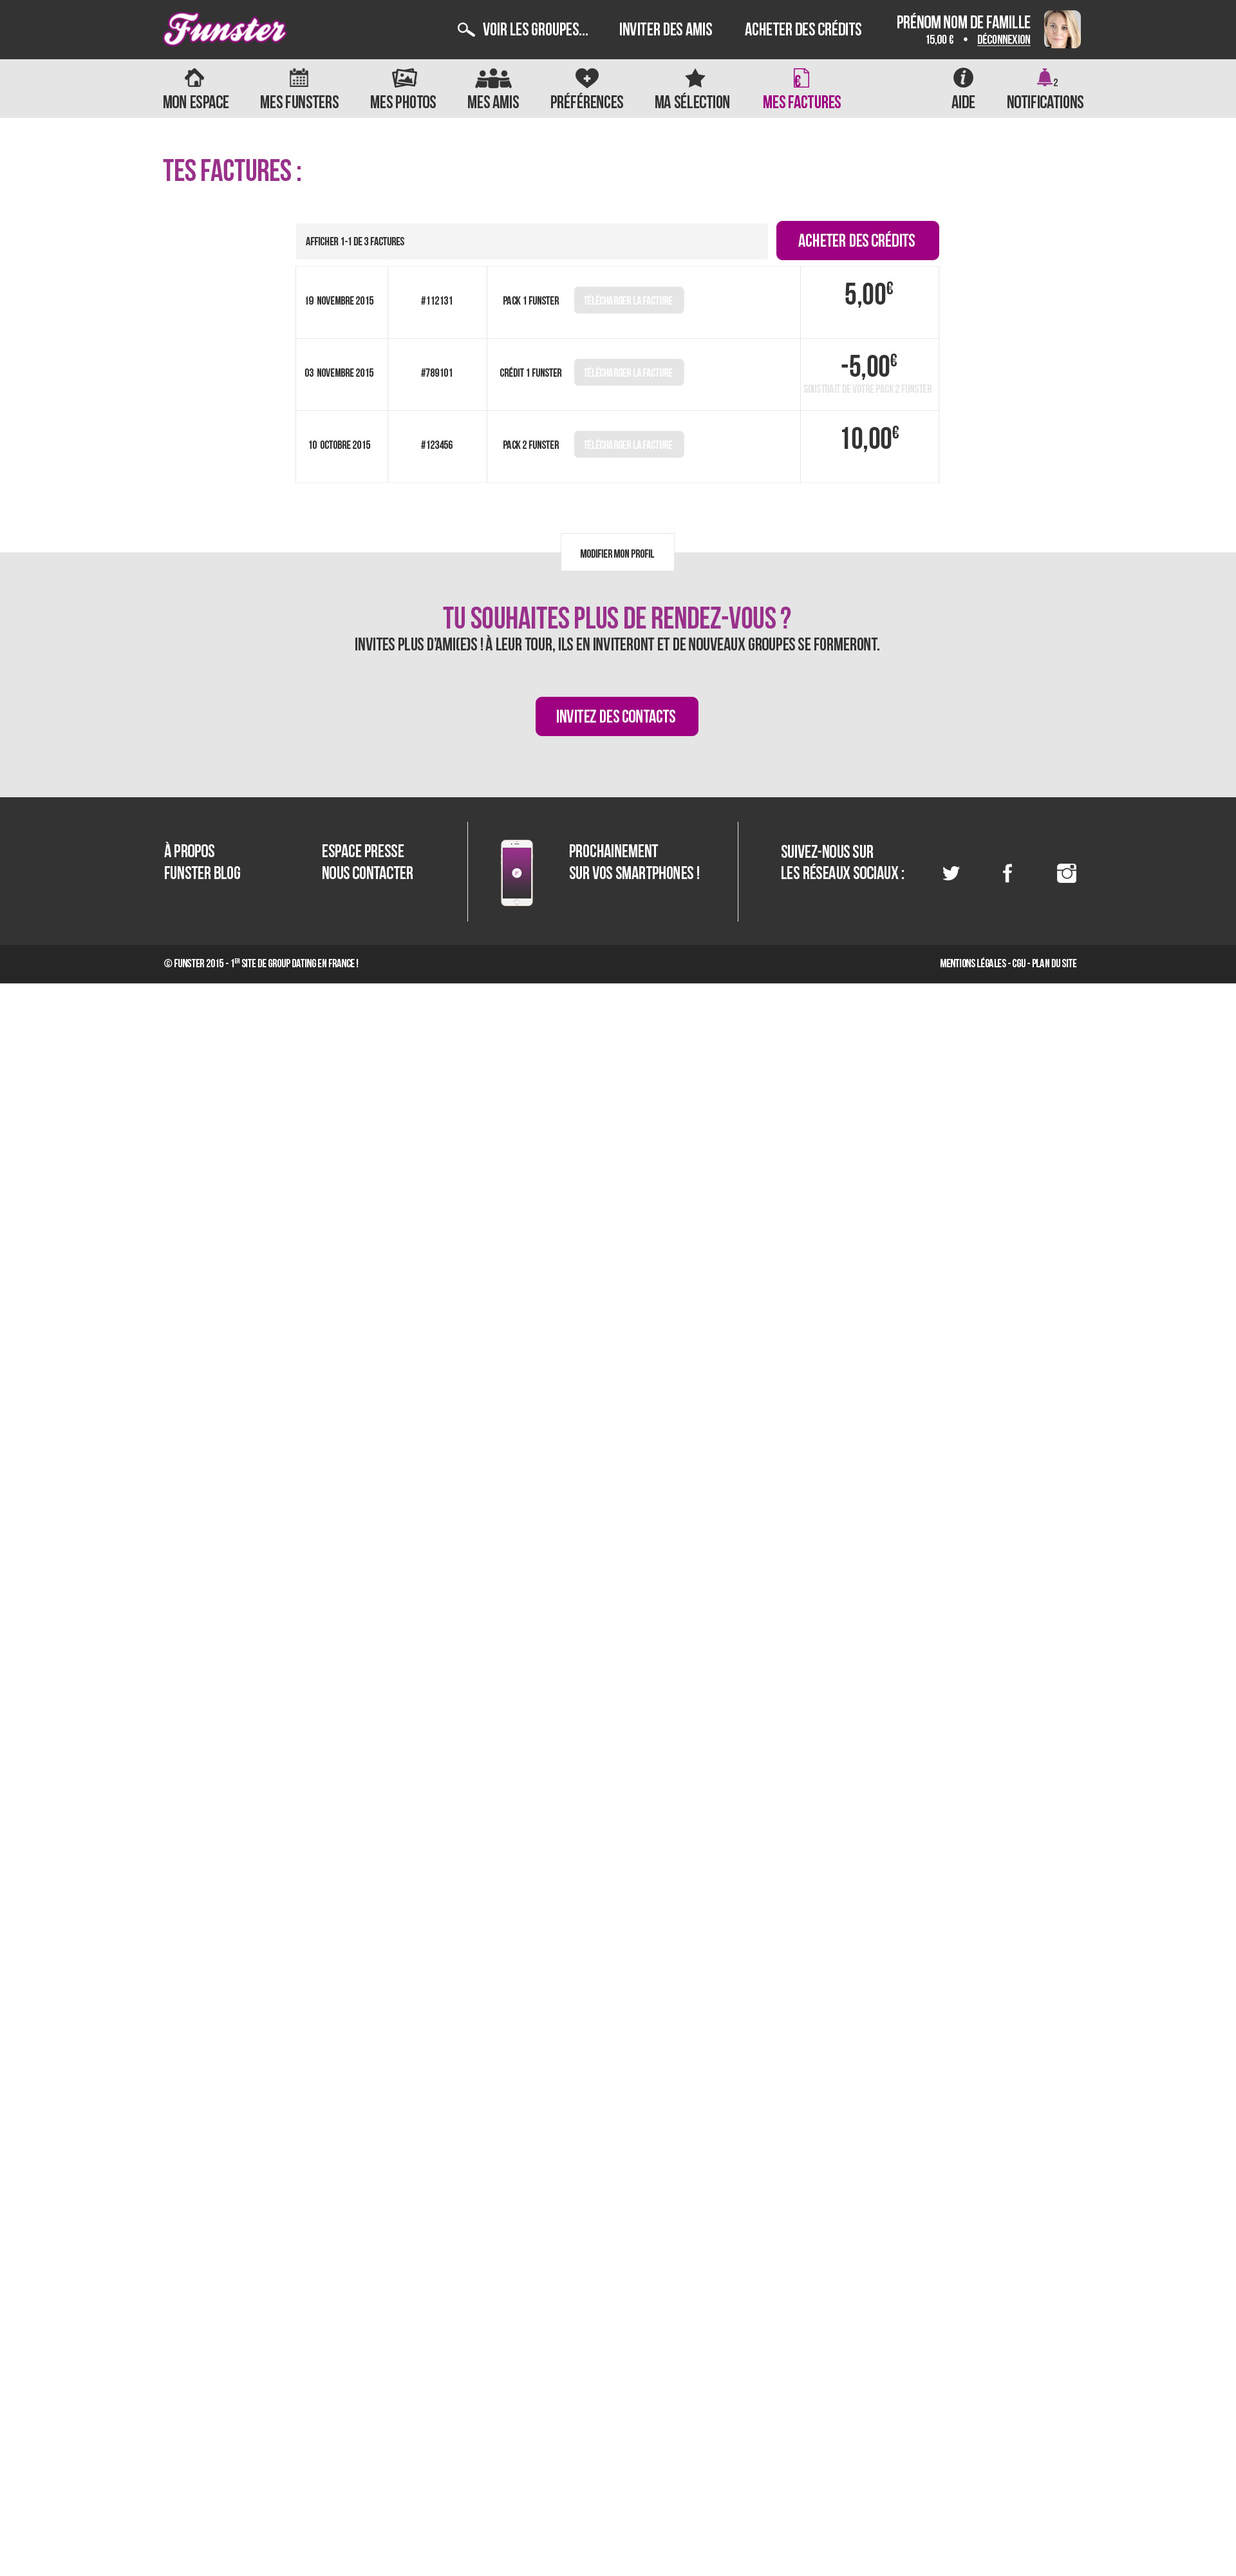 Funster
VOIR LES GROUPES...
INVITER DES AMIS
ACHETER DES CRÉDITS
PRÉNOM NOM DE FAMILLE
15,00 € • DÉCONNEXION
MON ESPACE
MES FUNSTERS
MES PHOTOS
MES AMIS
PRÉFÉRENCES
MA SÉLECTION
€
MES FACTURES
AIDE
2
NOTIFICATIONS
TES FACTURES :
AFFICHER 1-1 DE 3 FACTURES
ACHETER DES CRÉDITS
19 NOVEMBRE 2015 #112131 PACK 1 FUNSTER TÉLÉCHARGER LA FACTURE 5,00€
03 NOVEMBRE 2015 #789101 CRÉDIT 1 FUNSTER TÉLÉCHARGER LA FACTURE -5,00€
SOUSTRAIT DE VOTRE PACK 2 FUNSTER
10 OCTOBRE 2015 #123456 PACK 2 FUNSTER TÉLÉCHARGER LA FACTURE 10,00€
MODIFIER MON PROFIL
TU SOUHAITES PLUS DE RENDEZ-VOUS ?
INVITES PLUS D'AMI(E)S ! À LEUR TOUR, ILS EN INVITERONT ET DE NOUVEAUX GROUPES SE FORMERONT.
INVITEZ DES CONTACTS
À PROPOS
FUNSTER BLOG
ESPACE PRESSE
NOUS CONTACTER
PROCHAINEMENT
SUR VOS SMARTPHONES !
SUIVEZ-NOUS SUR
LES RÉSEAUX SOCIAUX :
© FUNSTER 2015 - 1ER SITE DE GROUP DATING EN FRANCE !
MENTIONS LÉGALES - CGU - PLAN DU SITE